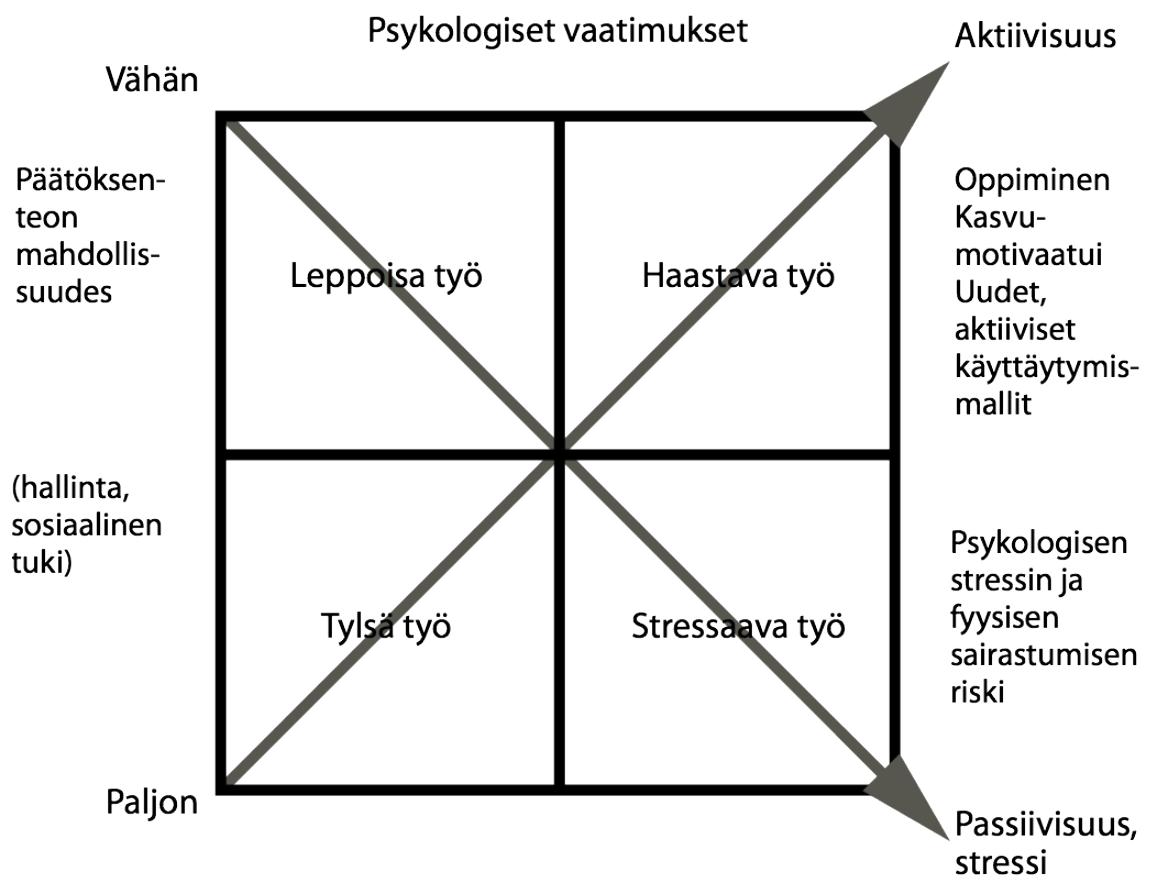 Psykologiset vaatimukset
Aktiivisuus
Vähän
Päätöksen-
teon
mahdollis-
suudes
Leppoisa työ
Haastava työ
Oppiminen
Kasvu-
motivaatui
Uudet,
aktiiviset
käyttäytymis-
mallit
(hallinta,
sosiaalinen
tuki)
Tylsä työ
Stressaava työ
Psykologisen
stressin ja
fyysisen
sairastumisen
riski
Paljon
Passiivisuus,
stressi